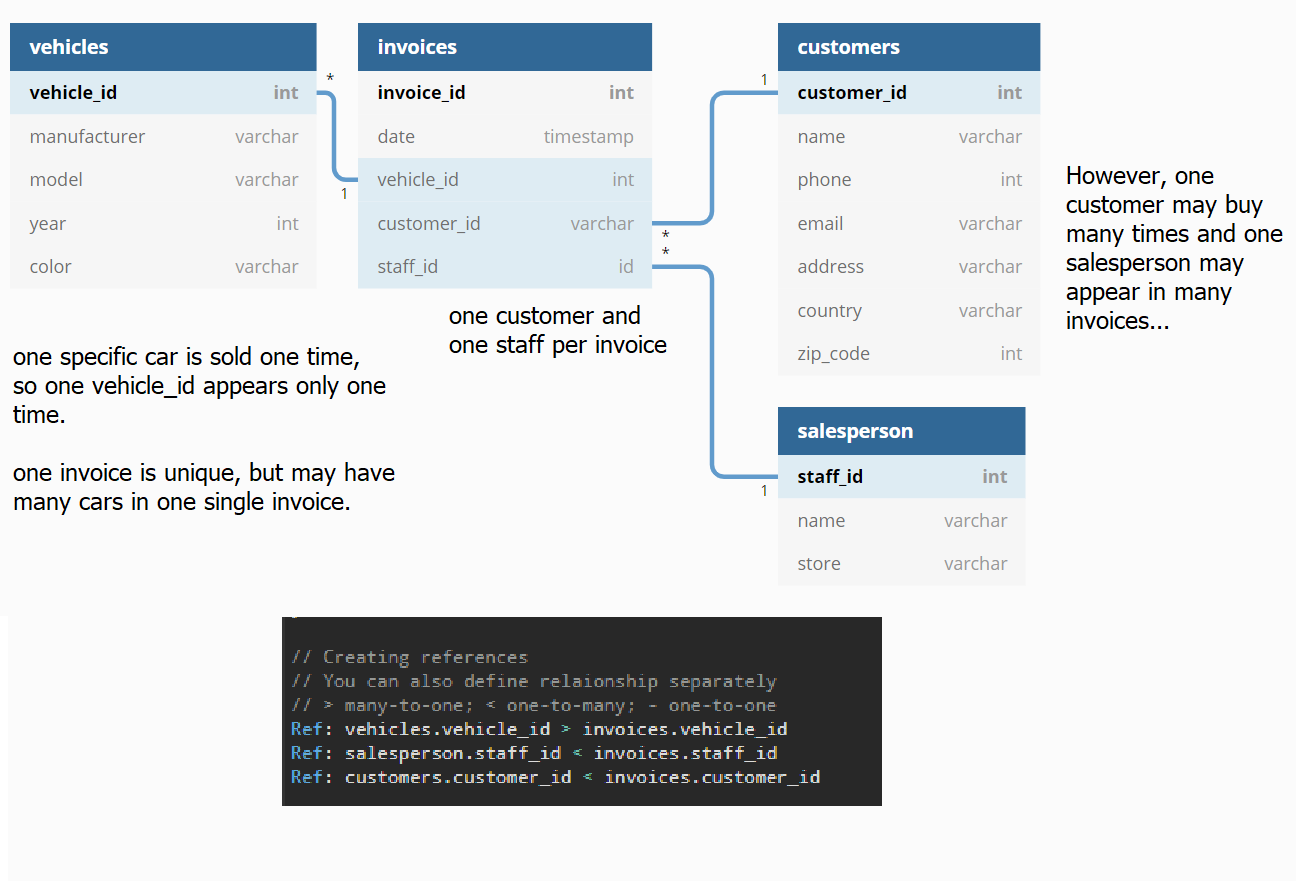 vehicles
vehicle_id int
manufacturer varchar
model varchar
year int
color varchar
* 1
invoices
invoice_id int
date timestamp
vehicle_id int
customer_id varchar
staff_id id
*
*
1
1
customers
customer_id int
name varchar
phone int
email varchar
address varchar
country varchar
zip_code int
salesperson
staff_id int
name varchar
store varchar
However, one
customer may buy
many times and one
salesperson may
appear in many
invoices...
one customer and
one staff per invoice
one specific car is sold one time,
so one vehicle_id appears only one
time.
one invoice is unique, but may have
many cars in one single invoice.
// Creating references
// You can also define relaionship separately
// > many-to-one; < one-to-many; - one-to-one
Ref: vehicles.vehicle_id > invoices.vehicle_id
Ref: salesperson.staff_id < invoices.staff_id
Ref: customers.customer_id < invoices.customer_id